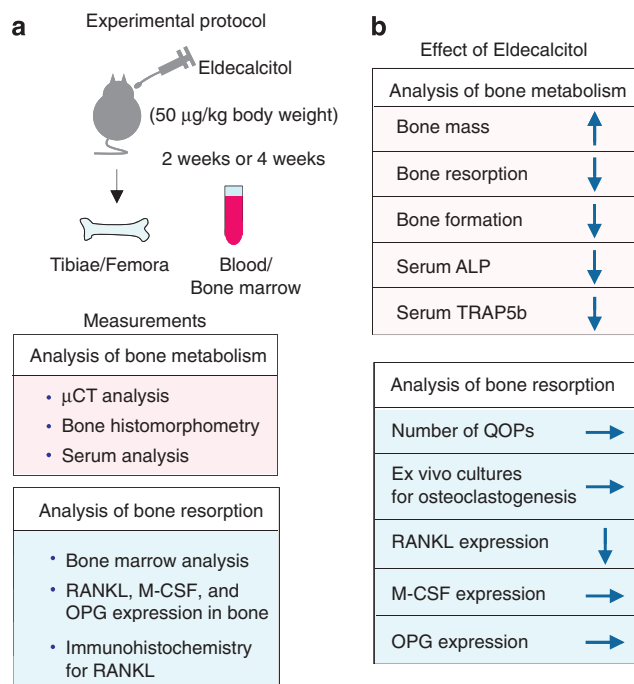 a
Experimental protocol
Eldecalcitol
(50 μg/kg body weight)
2 weeks or 4 weeks
Tibiae/Femora
Blood/
Bone marrow
Measurements
Analysis of bone metabolism
• μCT analysis
• Bone histomorphometry
• Serum analysis
Analysis of bone resorption
• Bone marrow analysis
• RANKL, M-CSF, and
OPG expression in bone
• Immunohistochemistry
for RANKL
b
Effect of Eldecalcitol
Analysis of bone metabolism
Bone mass
Bone resorption
Bone formation
Serum ALP
Serum TRAP5b
Analysis of bone resorption
Number of QOPs
Ex vivo cultures
for osteoclastogenesis
RANKL expression
M-CSF expression
OPG expression